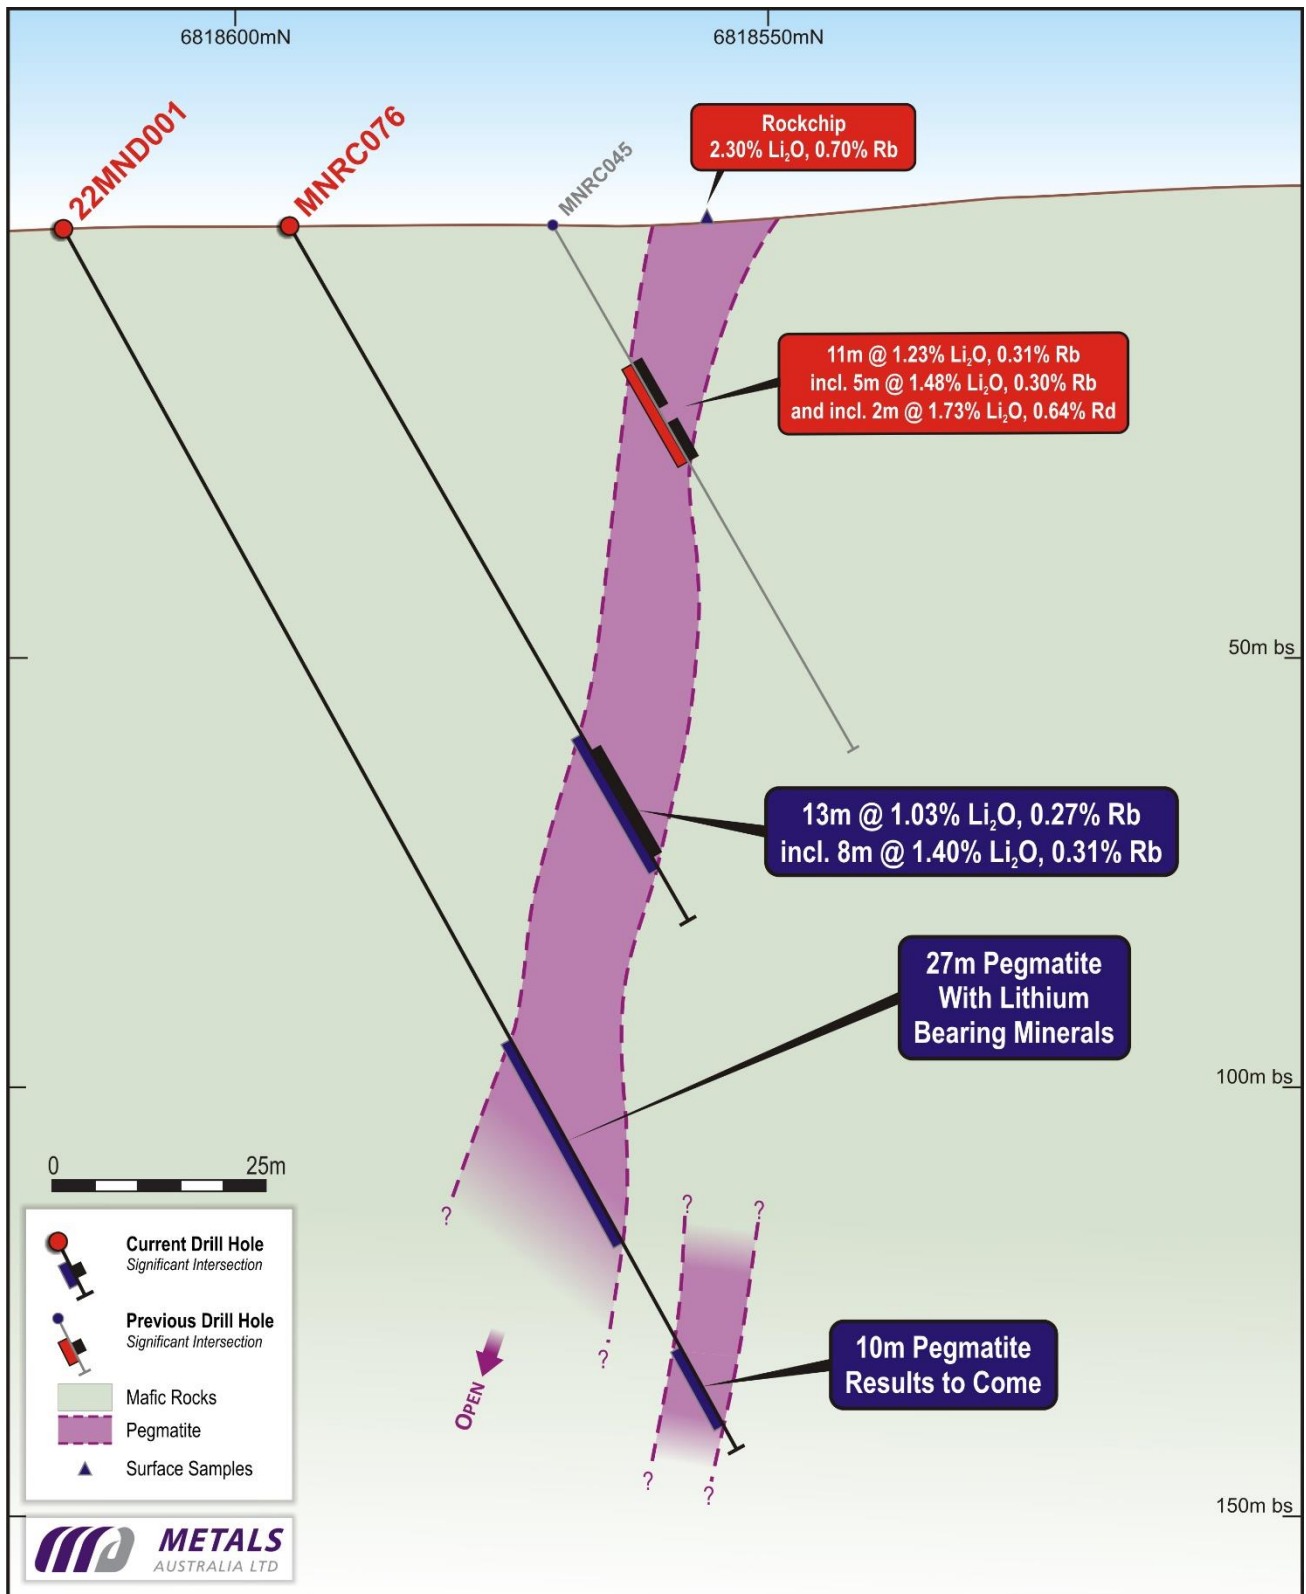 6818600mN
6818550mN
22MND001
MNRC076
MNRC045
Rockchip
2.30% Li₂O, 0.70% Rb
11m @ 1.23% Li₂O, 0.31% Rb
incl. 5m @ 1.48% Li₂O, 0.30% Rb
and incl. 2m @ 1.73% Li₂O, 0.64% Rd
50m bs
13m @ 1.03% Li₂O, 0.27% Rb
incl. 8m @ 1.40% Li₂O, 0.31% Rb
27m Pegmatite
With Lithium
Bearing Minerals
100m bs
0 25m
?
?
?
?
OPEN
?
?
10m Pegmatite
Results to Come
150m bs
Current Drill Hole
Significant Intersection
Previous Drill Hole
Significant Intersection
Mafic Rocks
Pegmatite
Surface Samples
METALS
AUSTRALIA LTD